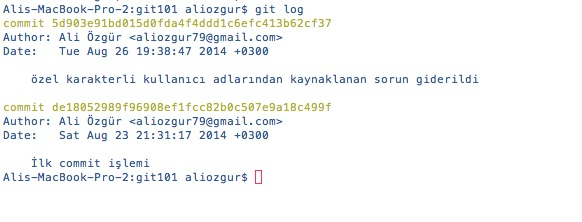 Alis-MacBook-Pro-2:git101 aliozgur$ git log
commit 5d903e91bd015d0fda4f4ddd1c6efc413b62cf37
Author: Ali Özgür <aliozgur79@gmail.com>
Date:   Tue Aug 26 19:38:47 2014 +0300
    özel karakterli kullanıcı adlarından kaynaklanan sorun giderildi
commit de18052989f96908ef1fcc82b0c507e9a18c499f
Author: Ali Özgür <aliozgur79@gmail.com>
Date:   Sat Aug 23 21:31:17 2014 +0300
    İlk commit işlemi
Alis-MacBook-Pro-2:git101 aliozgur$